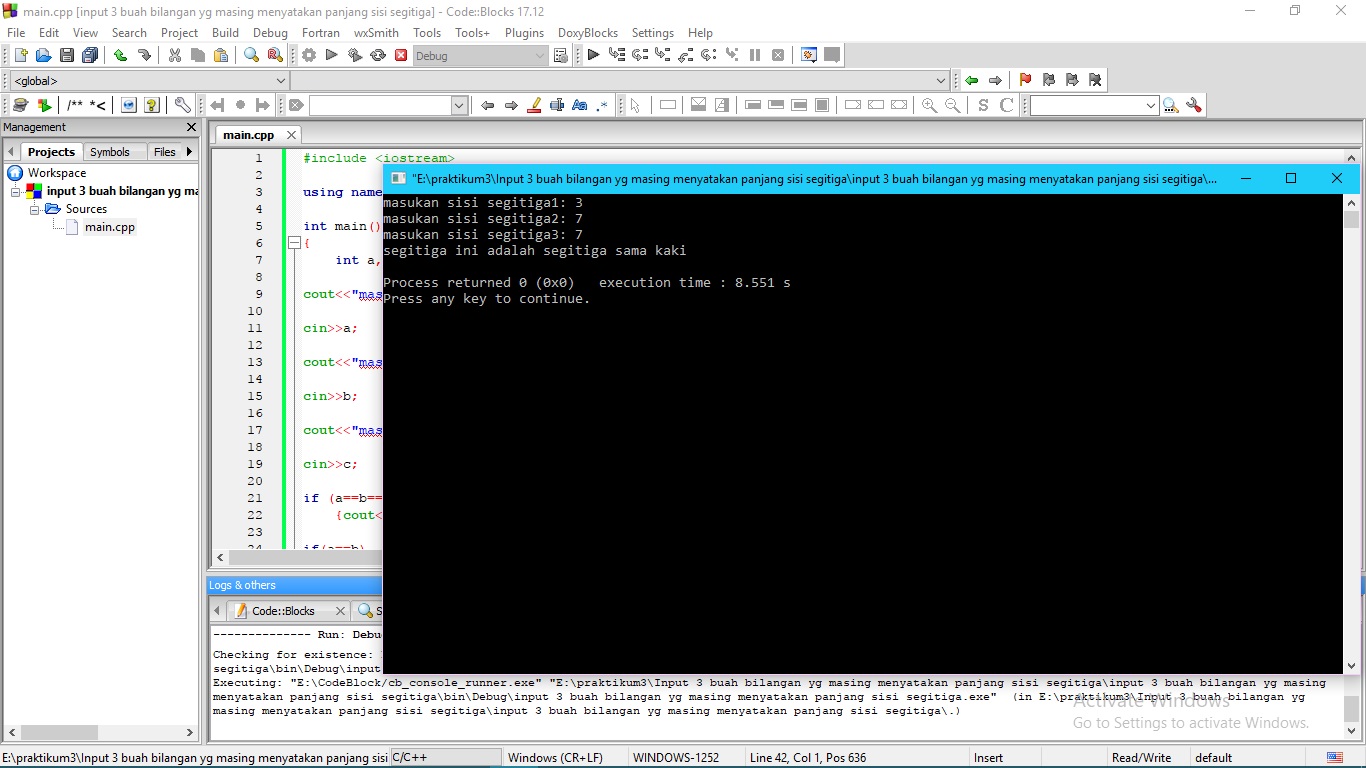 main.cpp [input 3 buah bilangan yg masing menyatakan panjang sisi segitiga] - Code::Blocks 17.12
File Edit View Search Project Build Debug Fortran wxSmith Tools Tools+ Plugins DoxyBlocks Settings Help
Debug
<global>
/** *<
Management
main.cpp
Projects Symbols Files
Workspace
input 3 buah bilangan yg ma
Sources
main.cpp
1 #include <iostream>
2
3 using name
4
5 int main()
6 {
7 int a,
8
9 cout<<"mas
10
11 cin>>a;
12
13 cout<<"mas
14
15 cin>>b;
16
17 cout<<"mas
18
19 cin>>c;
20
21 if (a==b==
22 {cout<
23
24 if(a==b)
"E:\praktikum3\Input 3 buah bilangan yg masing menyatakan panjang sisi segitiga\input 3 buah bilangan yg masing menyatakan panjang sisi segitiga\...
masukan sisi segitiga1: 3
masukan sisi segitiga2: 7
masukan sisi segitiga3: 7
segitiga ini adalah segitiga sama kaki
Process returned 0 (0x0) execution time : 8.551 s
Press any key to continue.
Logs & others
Code::Blocks S
-------------- Run: Debu
Checking for existence:
segitiga\bin\Debug\input
Executing: "E:\CodeBlock/cb_console_runner.exe" "E:\praktikum3\Input 3 buah bilangan yg masing menyatakan panjang sisi segitiga\input 3 buah bilangan yg masing
menyatakan panjang sisi segitiga\bin\Debug\input 3 buah bilangan yg masing menyatakan panjang sisi segitiga.exe" (in E:\praktikum3\Input 3 buah bilangan yg
masing menyatakan panjang sisi segitiga\input 3 buah bilangan yg masing menyatakan panjang sisi segitiga\.)
Activate Windows
Go to Settings to activate Windows.
E:\praktikum3\Input 3 buah bilangan yg masing menyatakan panjang sisi C/C++ Windows (CR+LF) WINDOWS-1252 Line 42, Col 1, Pos 636 Insert Read/Write default